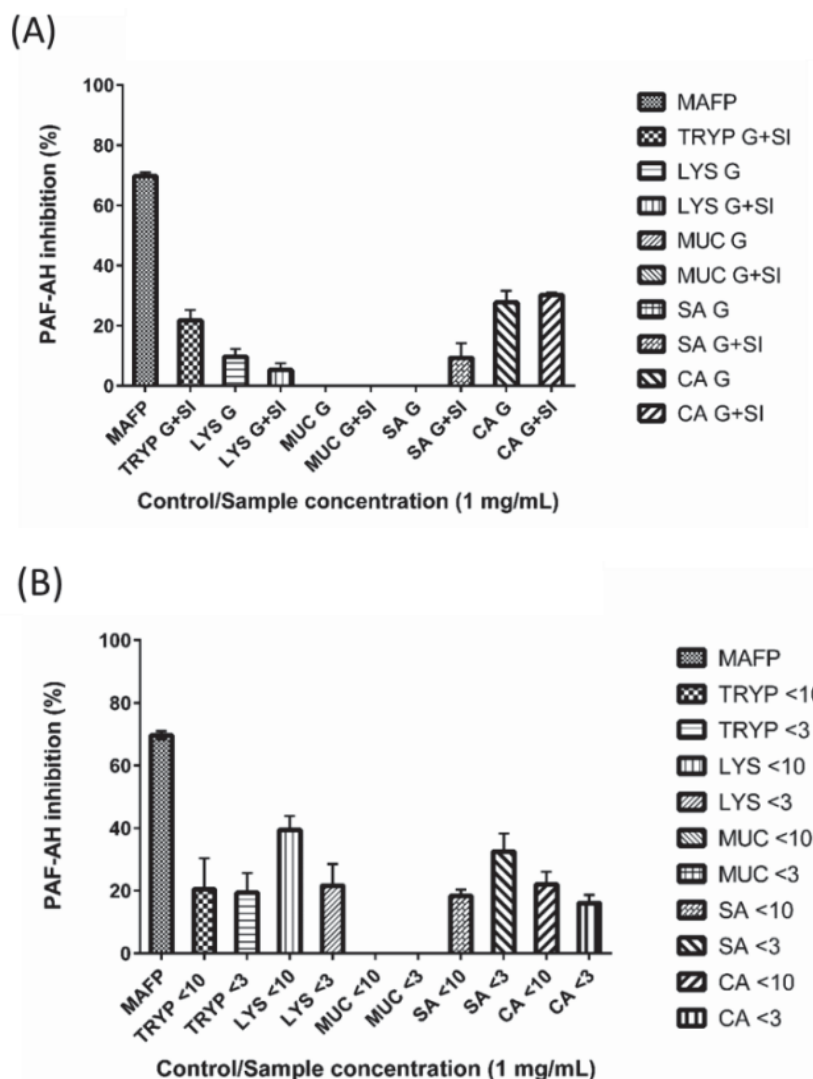 (A)
100
80
60
40
20
0
PAF-AH inhibition (%)
MAFP
TRYP G+SI
LYS G
LYS G+SI
MUC G
MUC G+SI
SA G
SA G+SI
CA G
CA G+SI
Control/Sample concentration (1 mg/mL)
MAFP
TRYP G+SI
LYS G
LYS G+SI
MUC G
MUC G+SI
SA G
SA G+SI
CA G
CA G+SI
(B)
100
80
60
40
20
0
PAF-AH inhibition (%)
MAFP
TRYP <10
TRYP <3
LYS <10
LYS <3
MUC <10
MUC <3
SA <10
SA <3
CA <10
CA <3
Control/Sample concentration (1 mg/mL)
MAFP
TRYP <10
TRYP <3
LYS <10
LYS <3
MUC <10
MUC <3
SA <10
SA <3
CA <10
CA <3